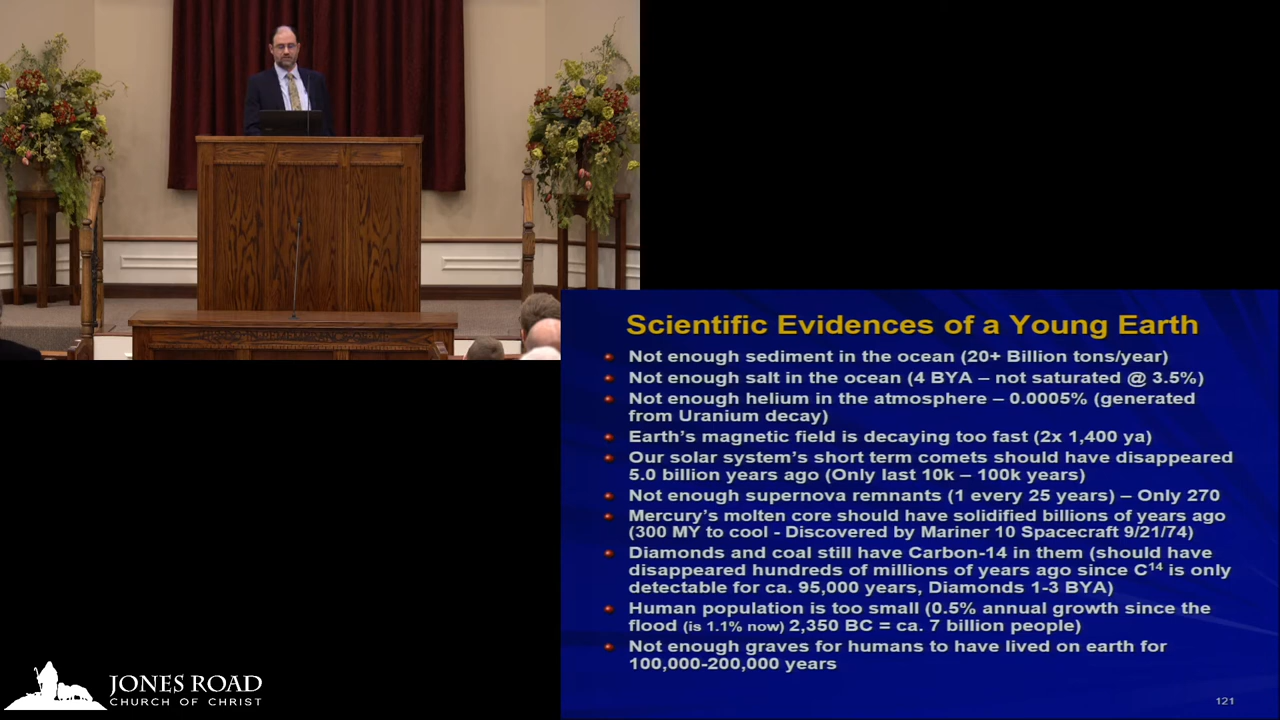 Scientific Evidences of a Young Earth
Not enough sediment in the ocean (20+ Billion tons/year)
Not enough salt in the ocean (4 BYA – not saturated @ 3.5%)
Not enough helium in the atmosphere – 0.0005% (generated
from Uranium decay)
Earth's magnetic field is decaying too fast (2x 1,400 ya)
Our solar system's short term comets should have disappeared
5.0 billion years ago (Only last 10k – 100k years)
Not enough supernova remnants (1 every 25 years) – Only 270
Mercury's molten core should have solidified billions of years ago
(300 MY to cool - Discovered by Mariner 10 Spacecraft 9/21/74)
Diamonds and coal still have Carbon-14 in them (should have
disappeared hundreds of millions of years ago since C¹⁴ is only
detectable for ca. 95,000 years, Diamonds 1-3 BYA)
Human population is too small (0.5% annual growth since the
flood (is 1.1% now) 2,350 BC = ca. 7 billion people)
Not enough graves for humans to have lived on earth for
100,000-200,000 years
121
JONES ROAD
CHURCH OF CHRIST